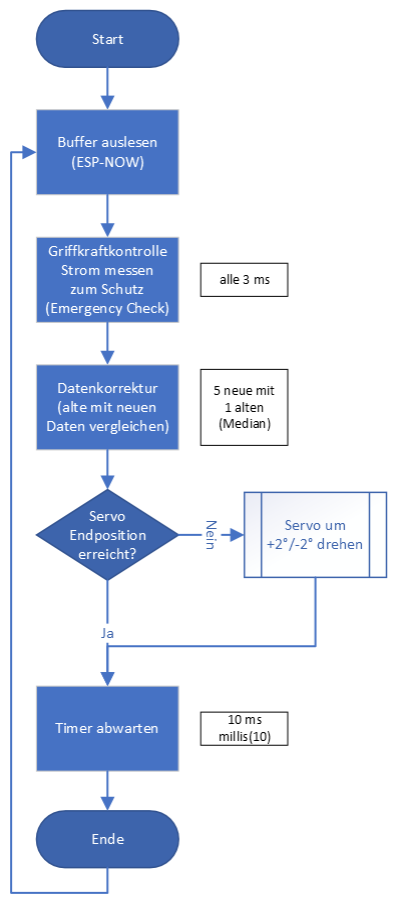 Start
Buffer auslesen
(ESP-NOW)
Griffkraftkontrolle
Strom messen
zum Schutz
(Emergency Check)
alle 3 ms
Datenkorrektur
(alte mit neuen
Daten vergleichen)
5 neue mit
1 alten
(Median)
Servo
Endposition
erreicht?
Nein
Servo um
+2°/-2° drehen
Ja
Timer abwarten
10 ms
millis(10)
Ende